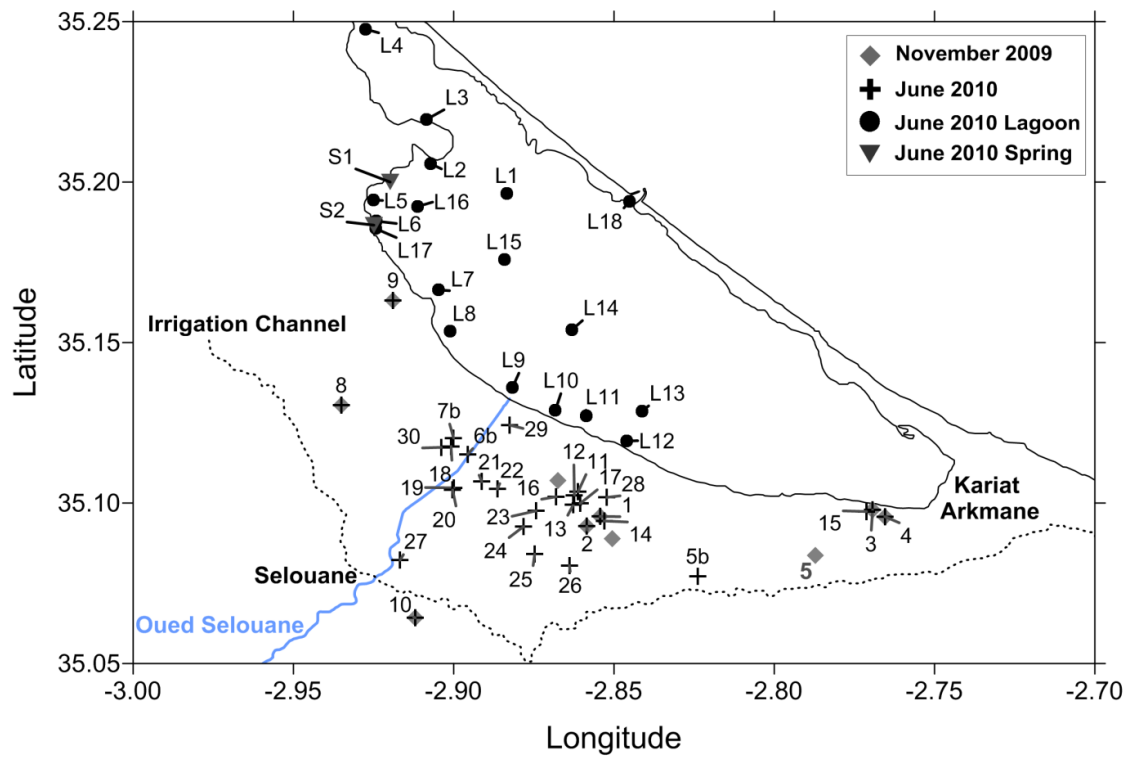 35.25
35.20
35.15
35.10
35.05
Latitude
-3.00
-2.95
-2.90
-2.85
-2.80
-2.75
-2.70
Longitude
November 2009
June 2010
June 2010 Lagoon
June 2010 Spring
L4
L3
L2
S1
L1
L5
L16
S2
L6
L18
L17
L15
9
L7
Irrigation Channel
L8
L14
L9
8
L10
L11
L13
7b
30
6b
29
L12
12
11
18
21
22
17
28
19
16
1
20
23
13
14
24
2
27
25
26
5b
5
15
3
4
Kariat
Arkmane
Selouane
10
Oued Selouane